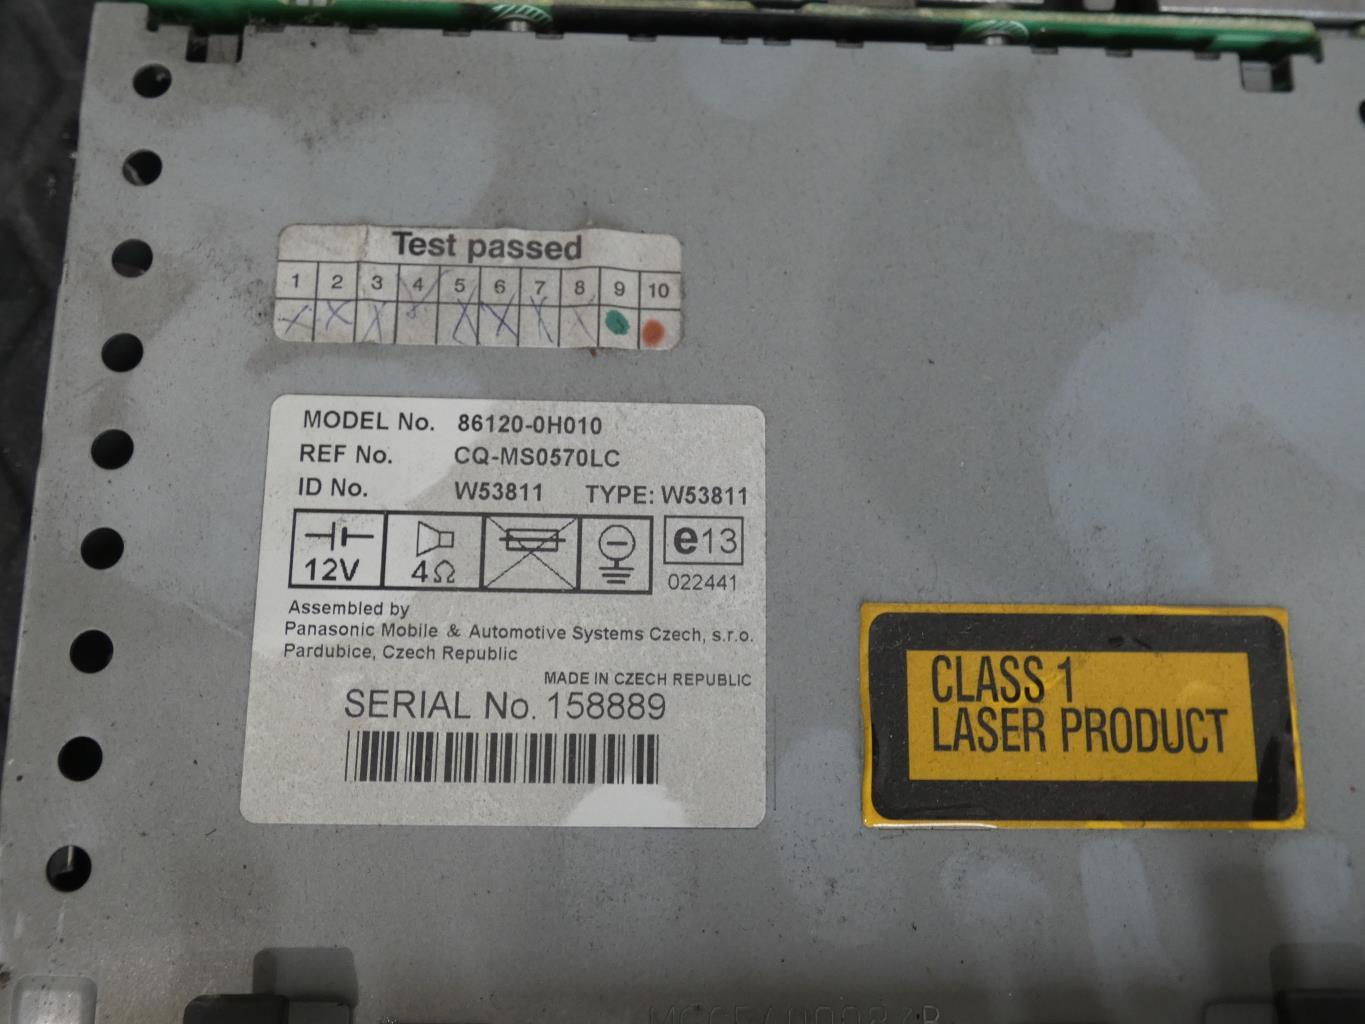 Test passed
1 2 3 4 5 6 7 8 9 10
MODEL No. 86120-0H010
REF No. CQ-MS0570LC
ID No. W53811 TYPE: W53811
12V 4Ω e13
022441
Assembled by
Panasonic Mobile & Automotive Systems Czech, s.r.o.
Pardubice, Czech Republic
MADE IN CZECH REPUBLIC
SERIAL No. 158889
CLASS 1
LASER PRODUCT